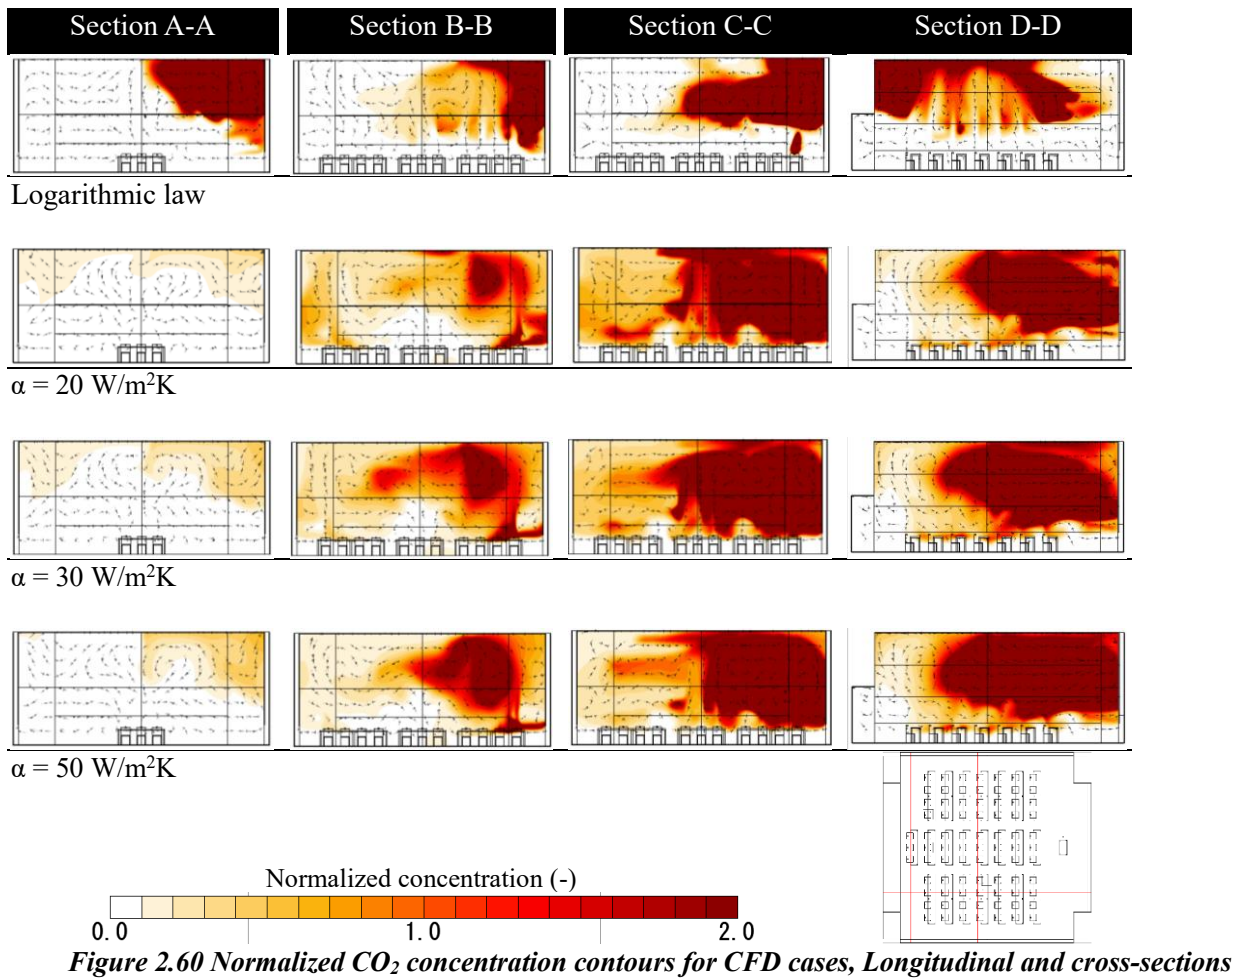 Section A-A Section B-B Section C-C Section D-D
Logarithmic law
α = 20 W/m²K
α = 30 W/m²K
α = 50 W/m²K
Normalized concentration (-)
0.0 1.0 2.0
Figure 2.60 Normalized CO₂ concentration contours for CFD cases, Longitudinal and cross-sections